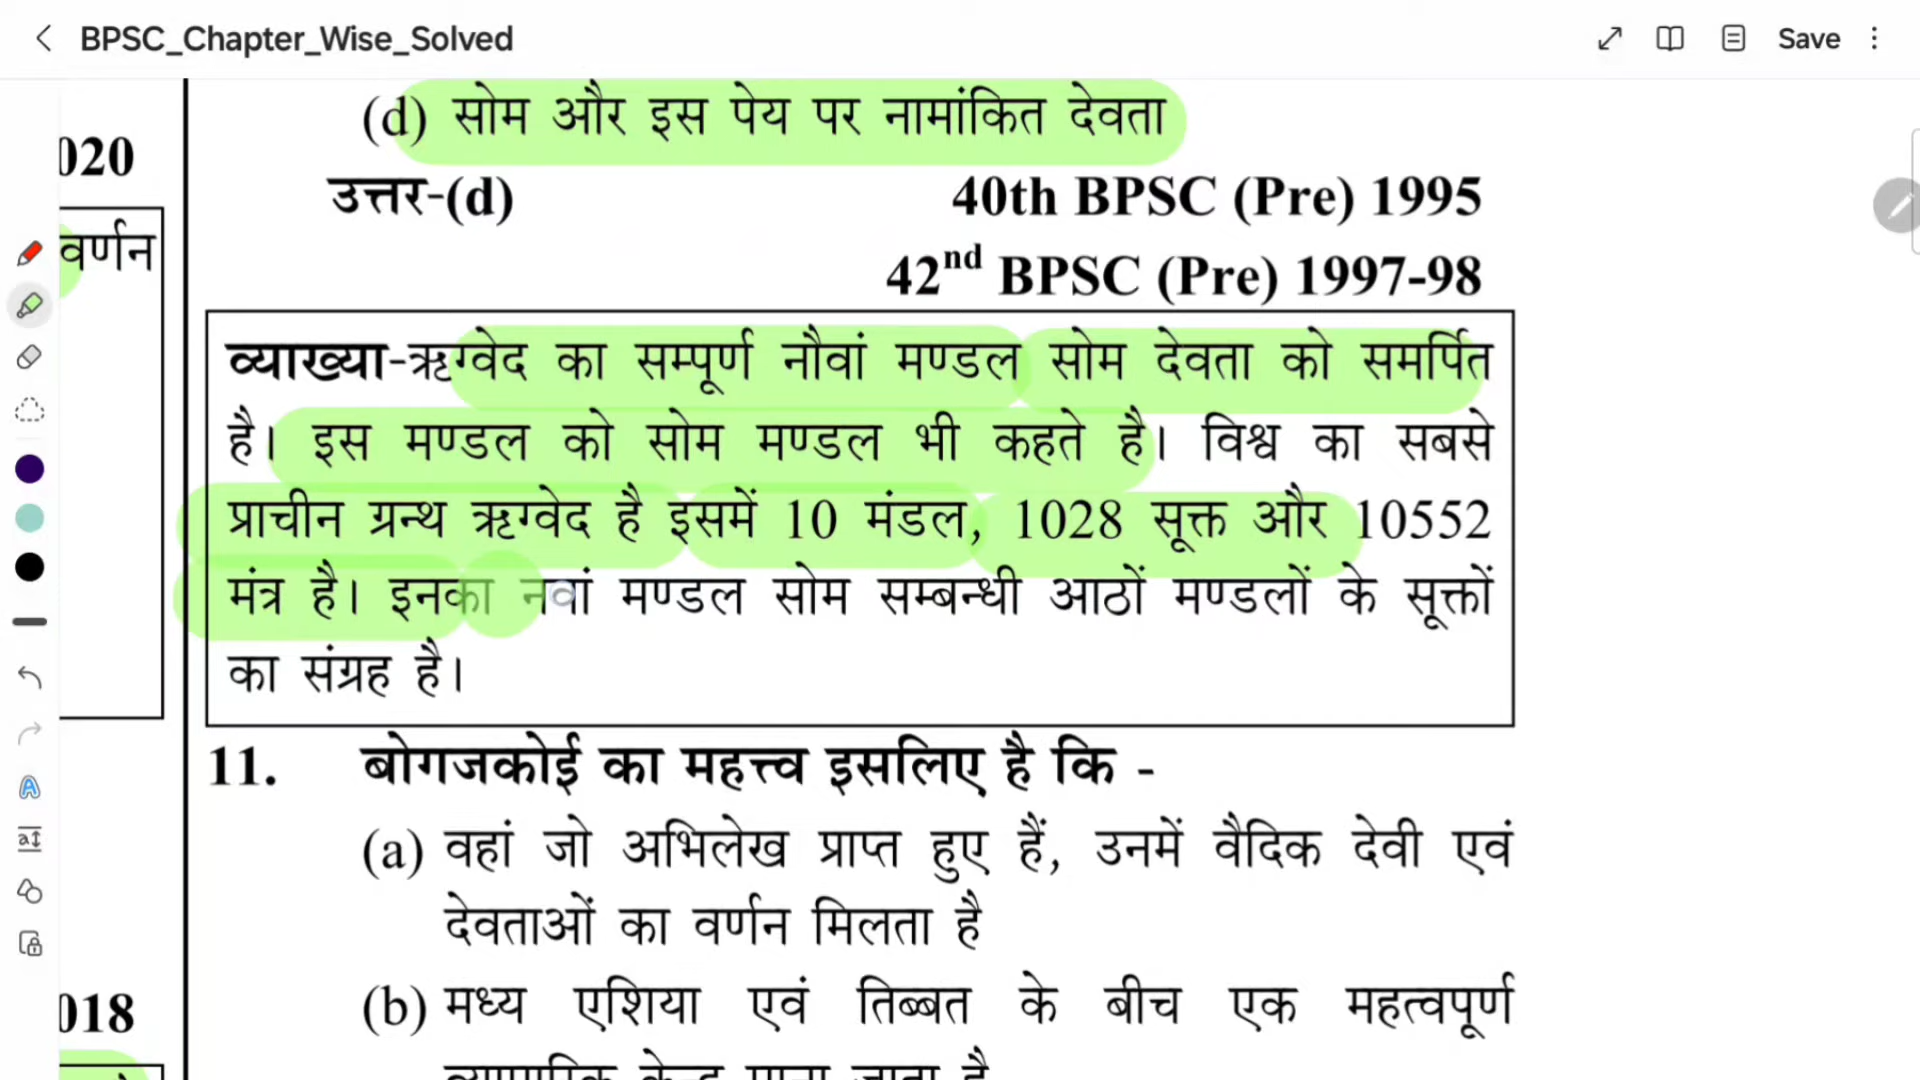 BPSC_Chapter_Wise_Solved
Save
020
वर्णन
018
(d) सोम और इस पेय पर नामांकित देवता
उत्तर-(d) 40th BPSC (Pre) 1995
42nd BPSC (Pre) 1997-98
व्याख्या-ऋग्वेद का सम्पूर्ण नौवां मण्डल सोम देवता को समर्पित
है। इस मण्डल को सोम मण्डल भी कहते है। विश्व का सबसे
प्राचीन ग्रन्थ ऋग्वेद है इसमें 10 मंडल, 1028 सूक्त और 10552
मंत्र है। इनका नवां मण्डल सोम सम्बन्धी आठों मण्डलों के सूक्तों
का संग्रह है।
11. बोगजकोई का महत्त्व इसलिए है कि -
(a) वहां जो अभिलेख प्राप्त हुए हैं, उनमें वैदिक देवी एवं
देवताओं का वर्णन मिलता है
(b) मध्य एशिया एवं तिब्बत के बीच एक महत्वपूर्ण